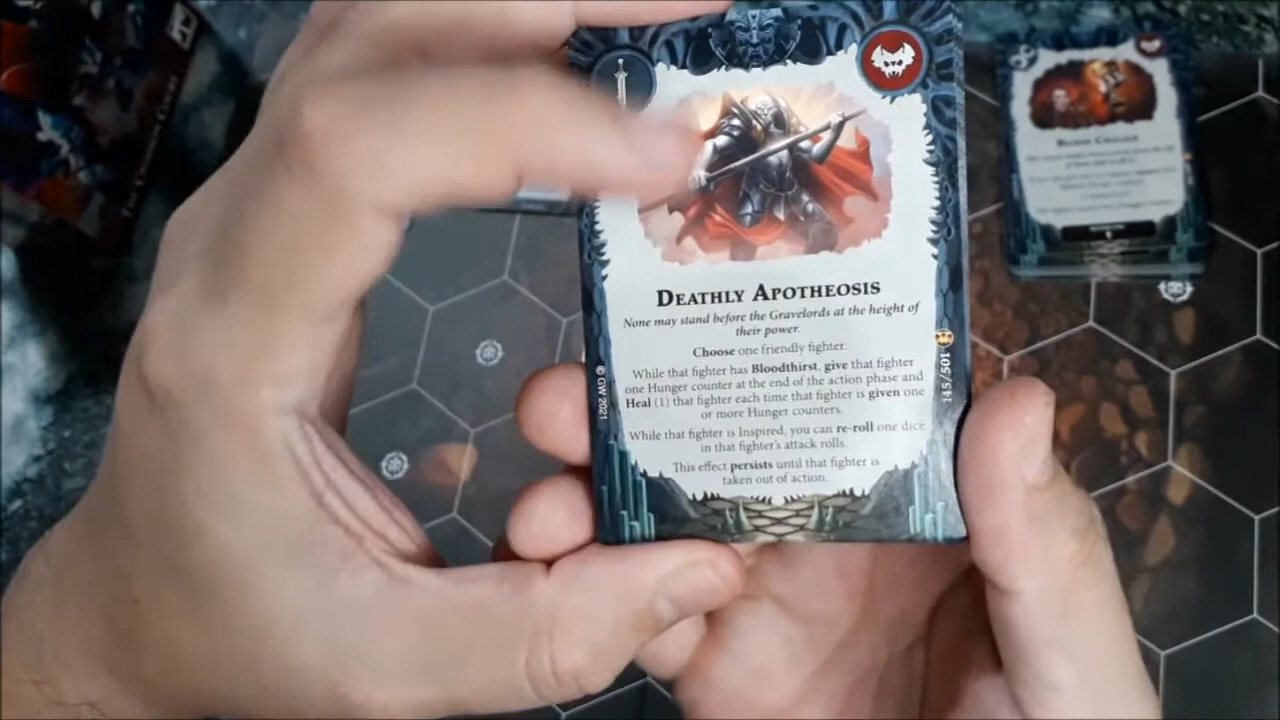 Deathly Apotheosis
None may stand before the Gravelords at the height of
their power.
Choose one friendly fighter.
While that fighter has Bloodthirst, give that fighter
one Hunger counter at the end of the action phase and
Heal (1) that fighter each time that fighter is given one
or more Hunger counters.
While that fighter is Inspired, you can re-roll one dice
in that fighter's attack rolls.
This effect persists until that fighter is
taken out of action.
© GW 2021
145/501